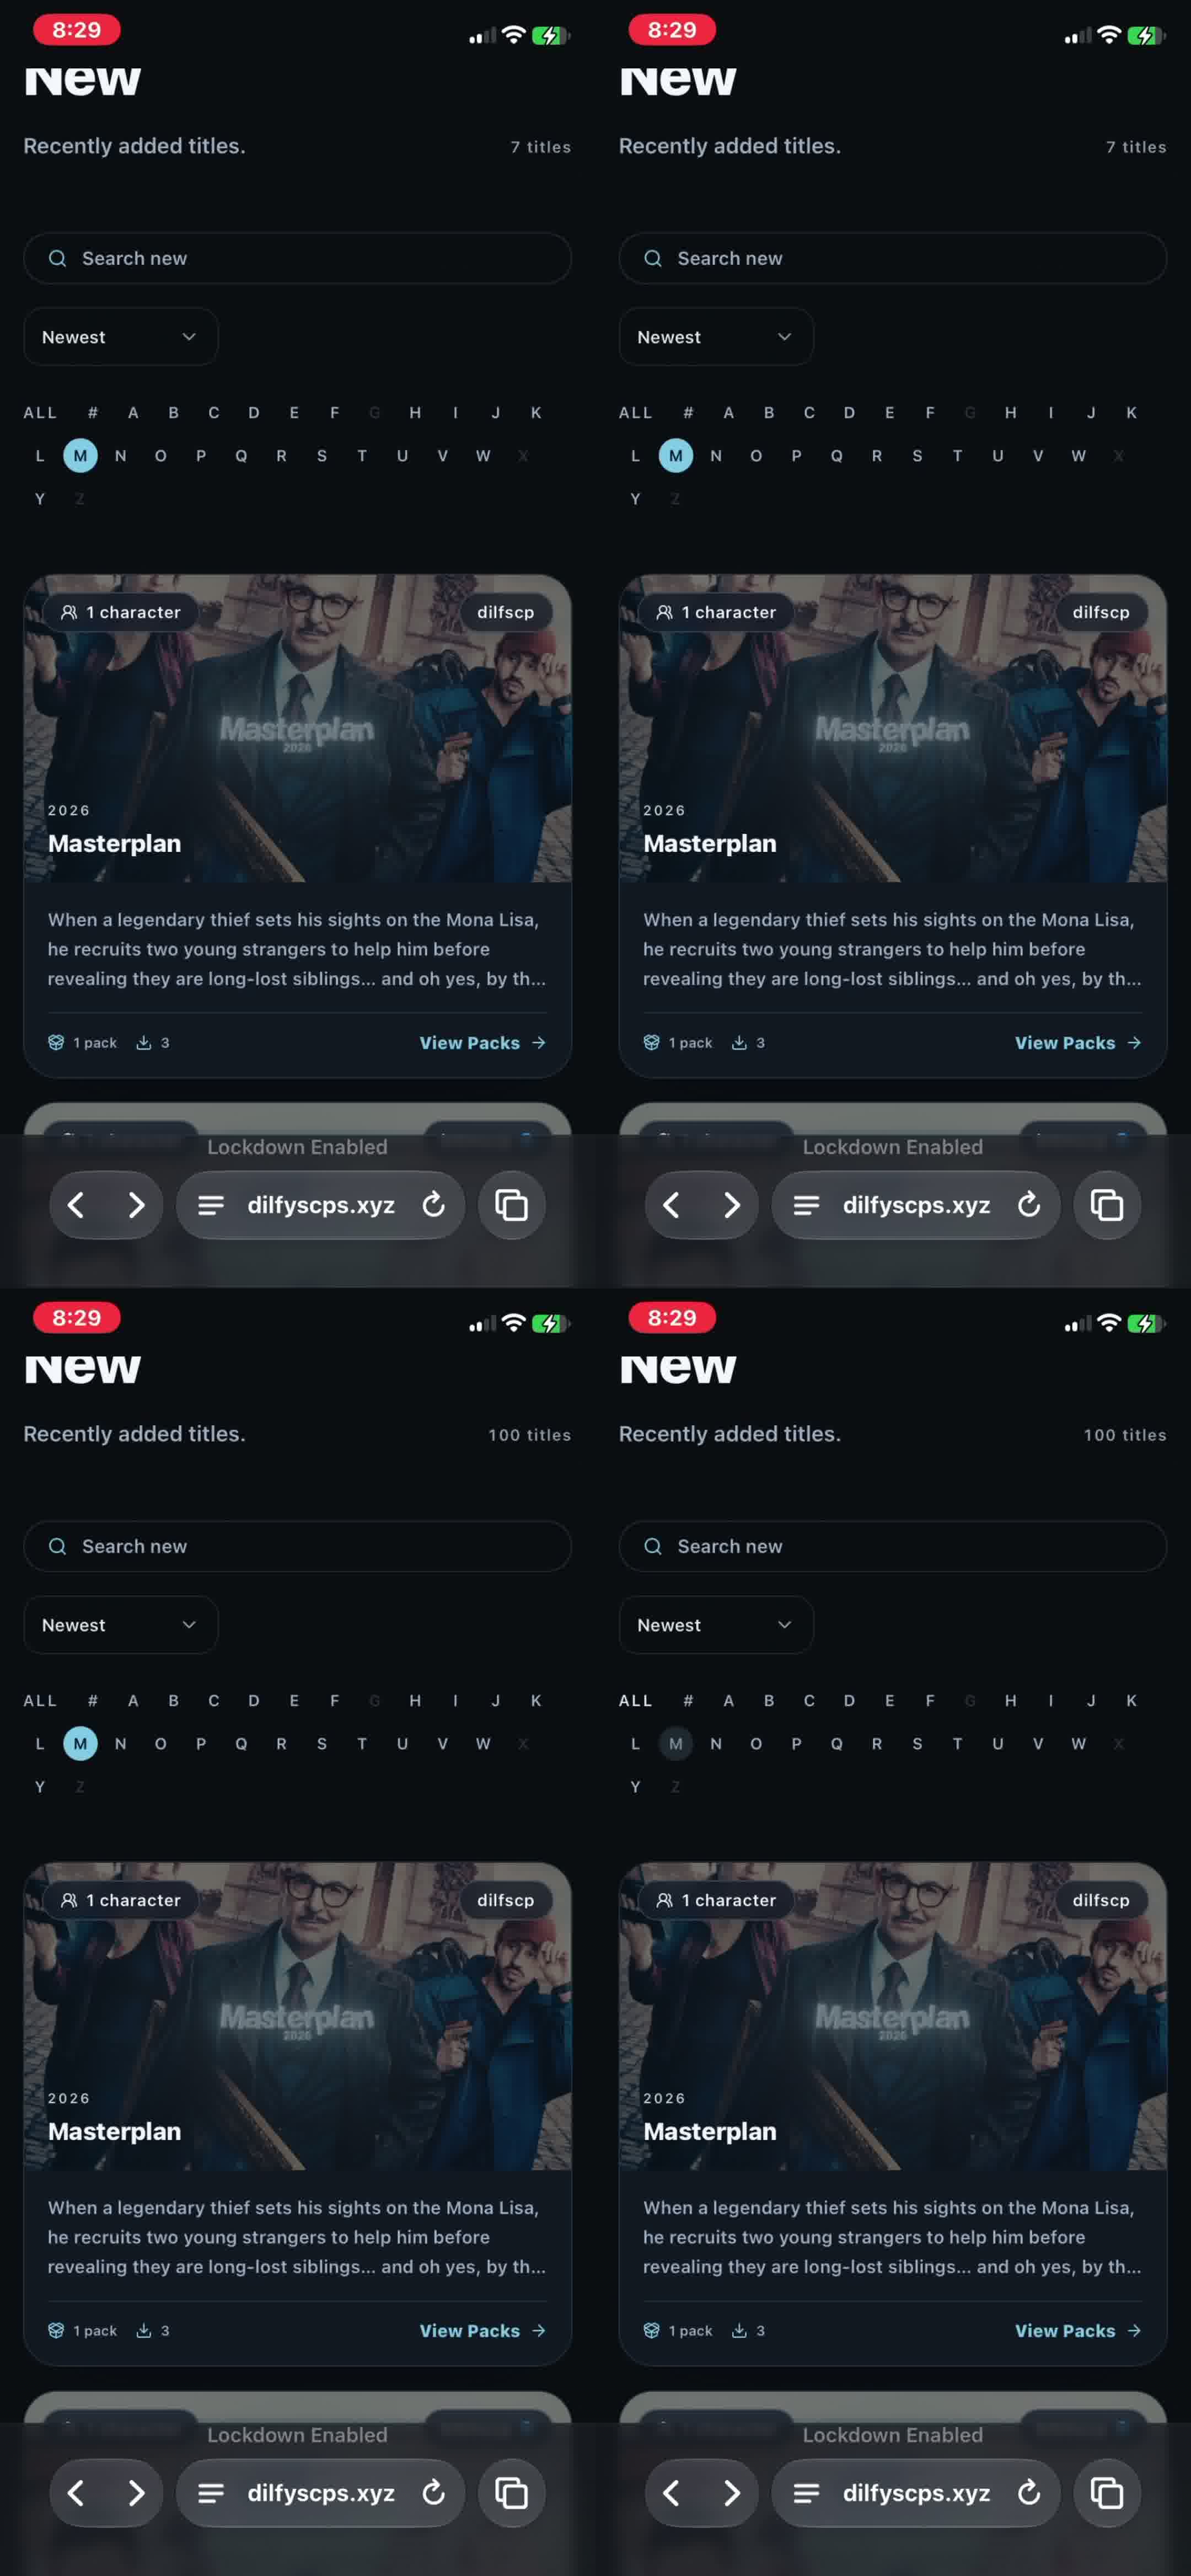 8:29
New
Recently added titles.
7 titles
Search new
Newest
ALL # A B C D E F G H I J K
L M N O P Q R S T U V W X
Y Z
1 character
dilfscp
Masterplan
2026
2026
Masterplan
When a legendary thief sets his sights on the Mona Lisa,
he recruits two young strangers to help him before
revealing they are long-lost siblings... and oh yes, by th...
1 pack
3
View Packs
Lockdown Enabled
dilfyscps.xyz
8:29
New
Recently added titles.
7 titles
Search new
Newest
ALL # A B C D E F G H I J K
L M N O P Q R S T U V W X
Y Z
1 character
dilfscp
Masterplan
2026
2026
Masterplan
When a legendary thief sets his sights on the Mona Lisa,
he recruits two young strangers to help him before
revealing they are long-lost siblings... and oh yes, by th...
1 pack
3
View Packs
Lockdown Enabled
dilfyscps.xyz
8:29
New
Recently added titles.
100 titles
Search new
Newest
ALL # A B C D E F G H I J K
L M N O P Q R S T U V W X
Y Z
1 character
dilfscp
Masterplan
2026
2026
Masterplan
When a legendary thief sets his sights on the Mona Lisa,
he recruits two young strangers to help him before
revealing they are long-lost siblings... and oh yes, by th...
1 pack
3
View Packs
Lockdown Enabled
dilfyscps.xyz
8:29
New
Recently added titles.
100 titles
Search new
Newest
ALL # A B C D E F G H I J K
L M N O P Q R S T U V W X
Y Z
1 character
dilfscp
Masterplan
2026
2026
Masterplan
When a legendary thief sets his sights on the Mona Lisa,
he recruits two young strangers to help him before
revealing they are long-lost siblings... and oh yes, by th...
1 pack
3
View Packs
Lockdown Enabled
dilfyscps.xyz